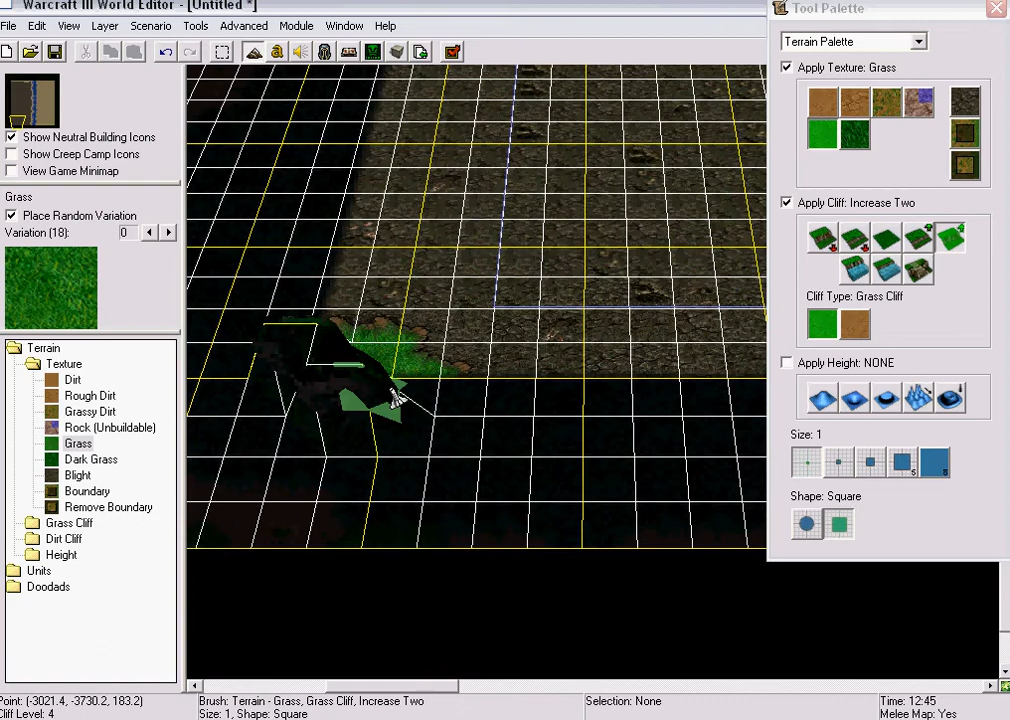 Warcraft III World Editor - [Untitled *]
File Edit View Layer Scenario Tools Advanced Module Window Help
Show Neutral Building Icons
Show Creep Camp Icons
View Game Minimap
Grass
Place Random Variation
Variation (18): 0
Terrain
Texture
Dirt
Rough Dirt
Grassy Dirt
Rock (Unbuildable)
Grass
Dark Grass
Blight
Boundary
Remove Boundary
Grass Cliff
Dirt Cliff
Height
Units
Doodads
Tool Palette
Terrain Palette
Apply Texture: Grass
Apply Cliff: Increase Two
Cliff Type: Grass Cliff
Apply Height: NONE
Size: 1
5
8
Shape: Square
Point: (-3021.4, -3730.2, 183.2)
Cliff Level: 4
Brush: Terrain - Grass, Grass Cliff, Increase Two
Size: 1, Shape: Square
Selection: None
Time: 12:45
Melee Map: Yes